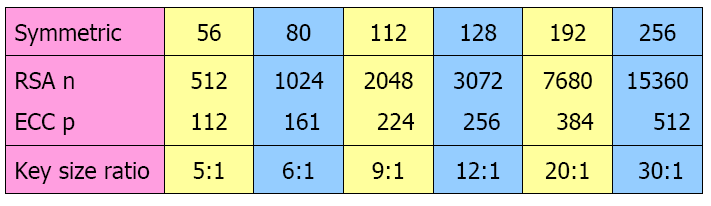 Symmetric 56 80 112 128 192 256
RSA n 512 1024 2048 3072 7680 15360
ECC p 112 161 224 256 384 512
Key size ratio 5:1 6:1 9:1 12:1 20:1 30:1